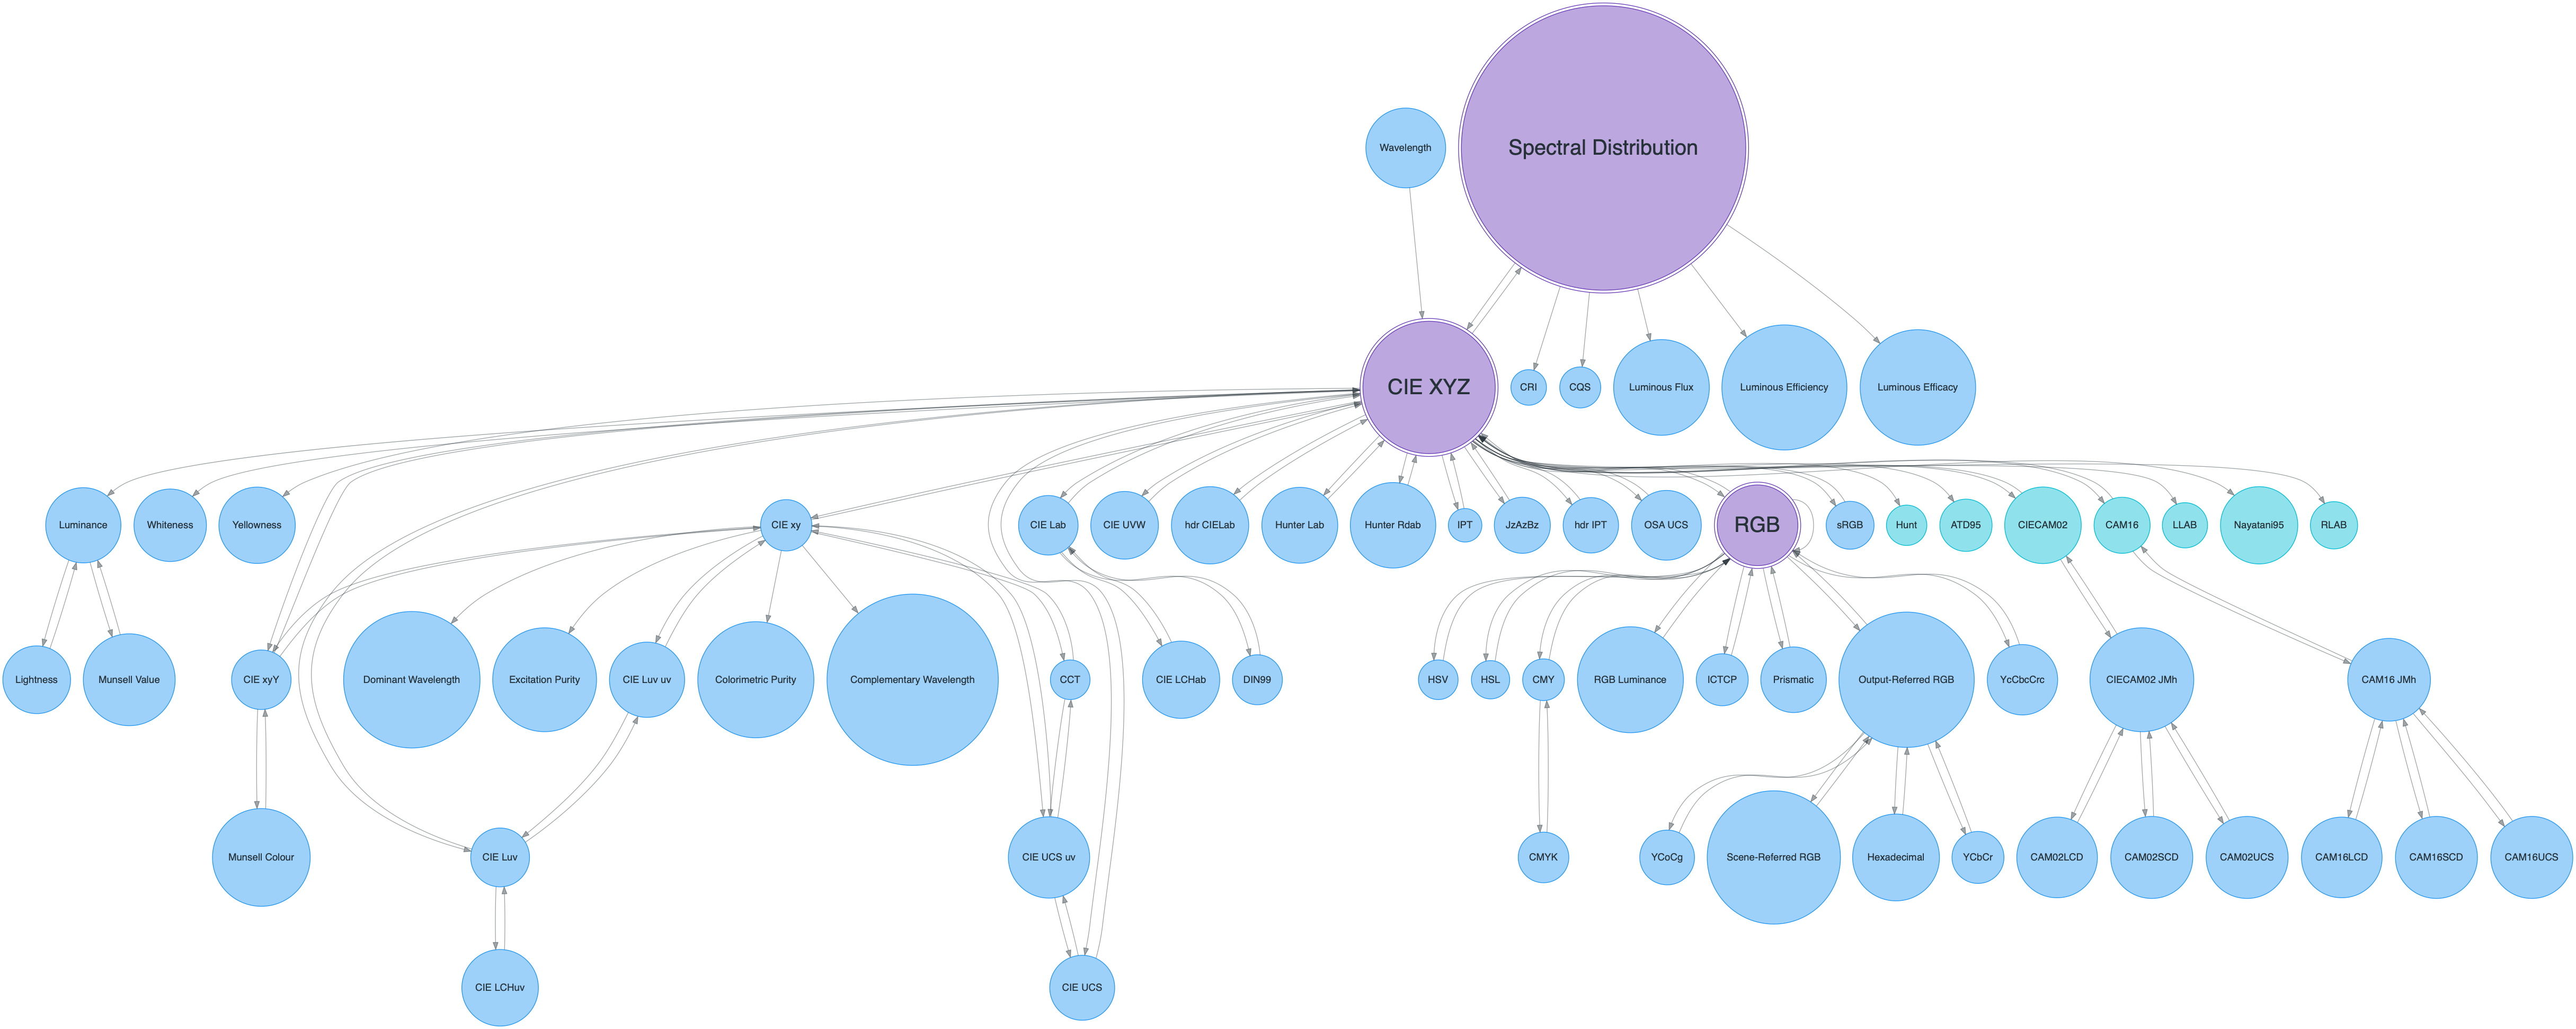 Wavelength
Spectral Distribution
CIE XYZ
CRI
CQS
Luminous Flux
Luminous Efficiency
Luminous Efficacy
Luminance
Whiteness
Yellowness
CIE xy
CIE Lab
CIE UVW
hdr CIELab
Hunter Lab
Hunter Rdab
IPT
JzAzBz
hdr IPT
OSA UCS
RGB
sRGB
Hunt
ATD95
CIECAM02
CAM16
LLAB
Nayatani95
RLAB
Lightness
Munsell Value
CIE xyY
Dominant Wavelength
Excitation Purity
CIE Luv uv
Colorimetric Purity
Complementary Wavelength
CCT
CIE LCHab
DIN99
HSV
HSL
CMY
RGB Luminance
ICTCP
Prismatic
Output-Referred RGB
YcCbcCrc
CIECAM02 JMh
CAM16 JMh
Munsell Colour
CIE Luv
CIE UCS uv
CMYK
YCoCg
Scene-Referred RGB
Hexadecimal
YCbCr
CAM02LCD
CAM02SCD
CAM02UCS
CAM16LCD
CAM16SCD
CAM16UCS
CIE LCHuv
CIE UCS